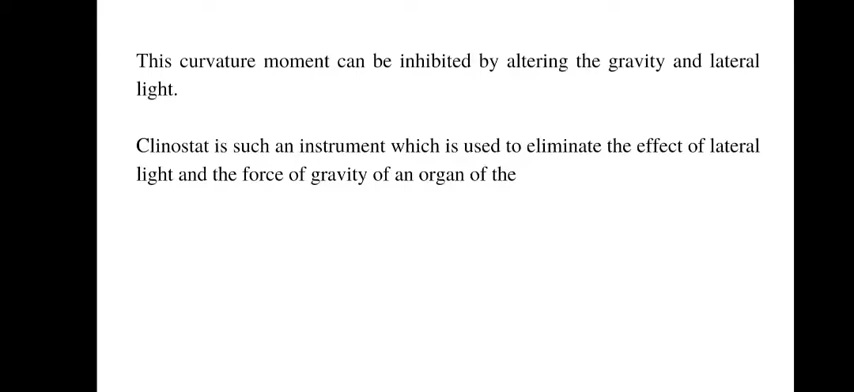 This curvature moment can be inhibited by altering the gravity and lateral
light.
Clinostat is such an instrument which is used to eliminate the effect of lateral
light and the force of gravity of an organ of the